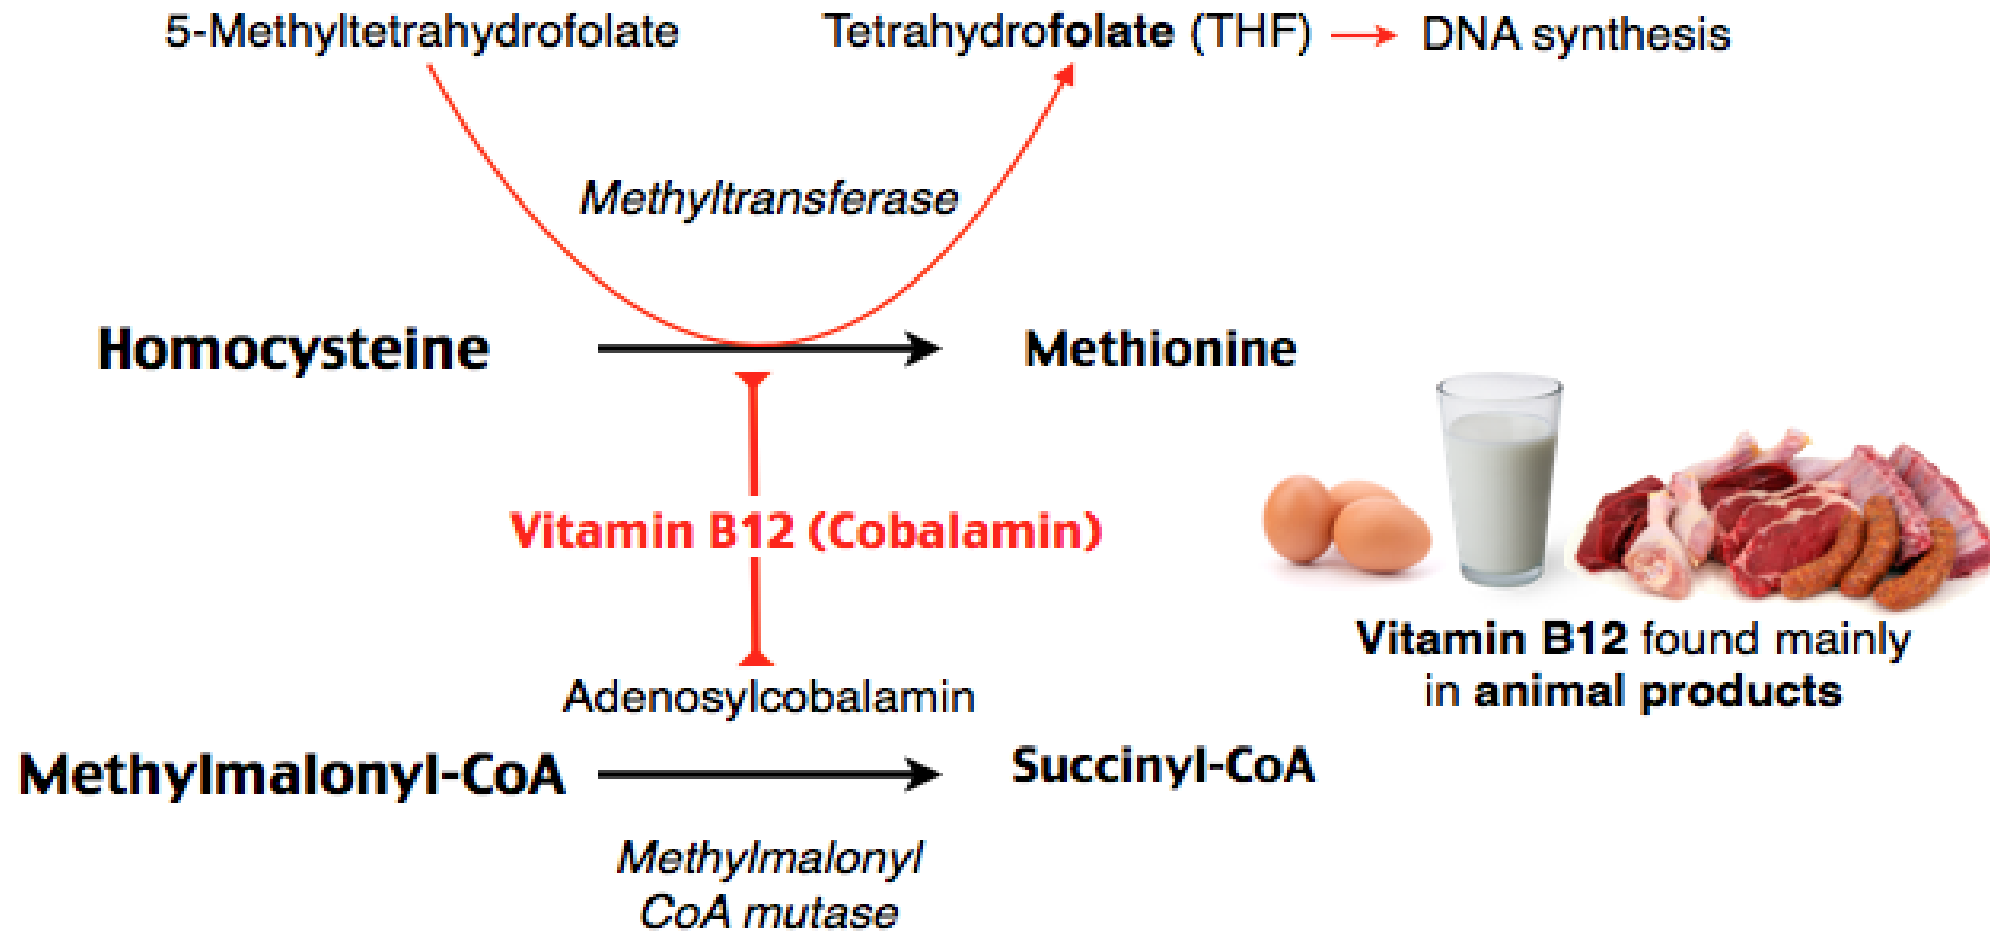 5-Methyltetrahydrofolate
Tetrahydrofolate (THF)
DNA synthesis
Methyltransferase
Homocysteine
Methionine
Vitamin B12 (Cobalamin)
Vitamin B12 found mainly
in animal products
Adenosylcobalamin
Methylmalonyl-CoA
Succinyl-CoA
Methylmalonyl
CoA mutase